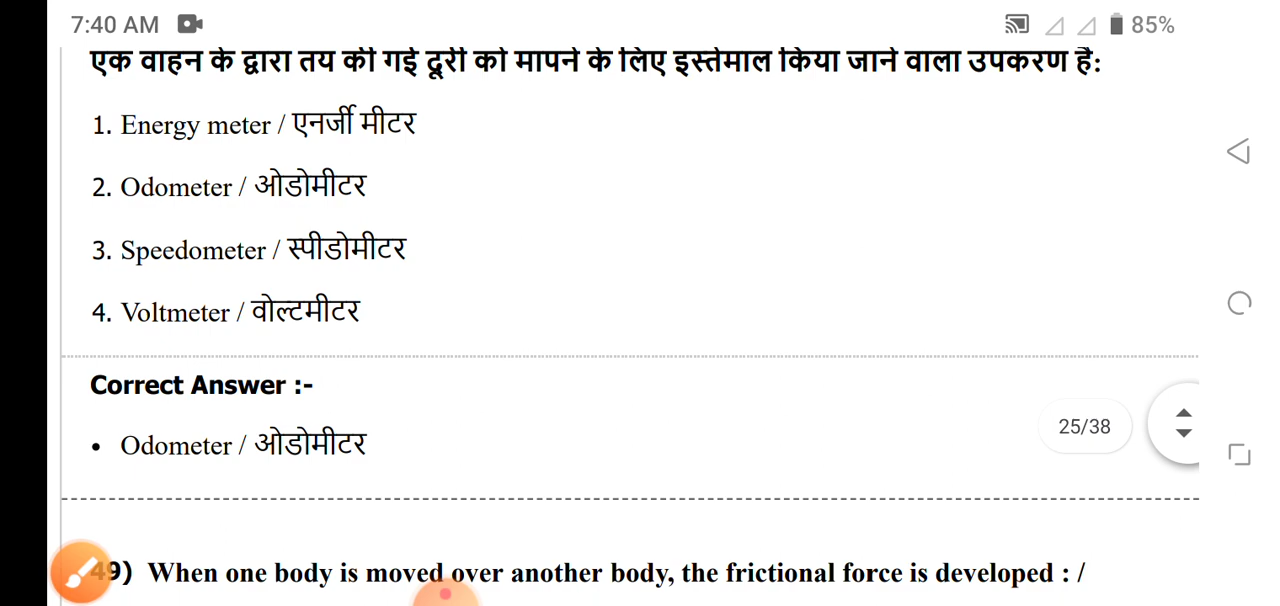 7:40 AM 85%
एक वाहन के द्वारा तय की गई दूरी को मापने के लिए इस्तेमाल किया जाने वाला उपकरण है:
1. Energy meter / एनर्जी मीटर
2. Odometer / ओडोमीटर
3. Speedometer / स्पीडोमीटर
4. Voltmeter / वोल्टमीटर
Correct Answer :-
25/38
• Odometer / ओडोमीटर
49) When one body is moved over another body, the frictional force is developed : /